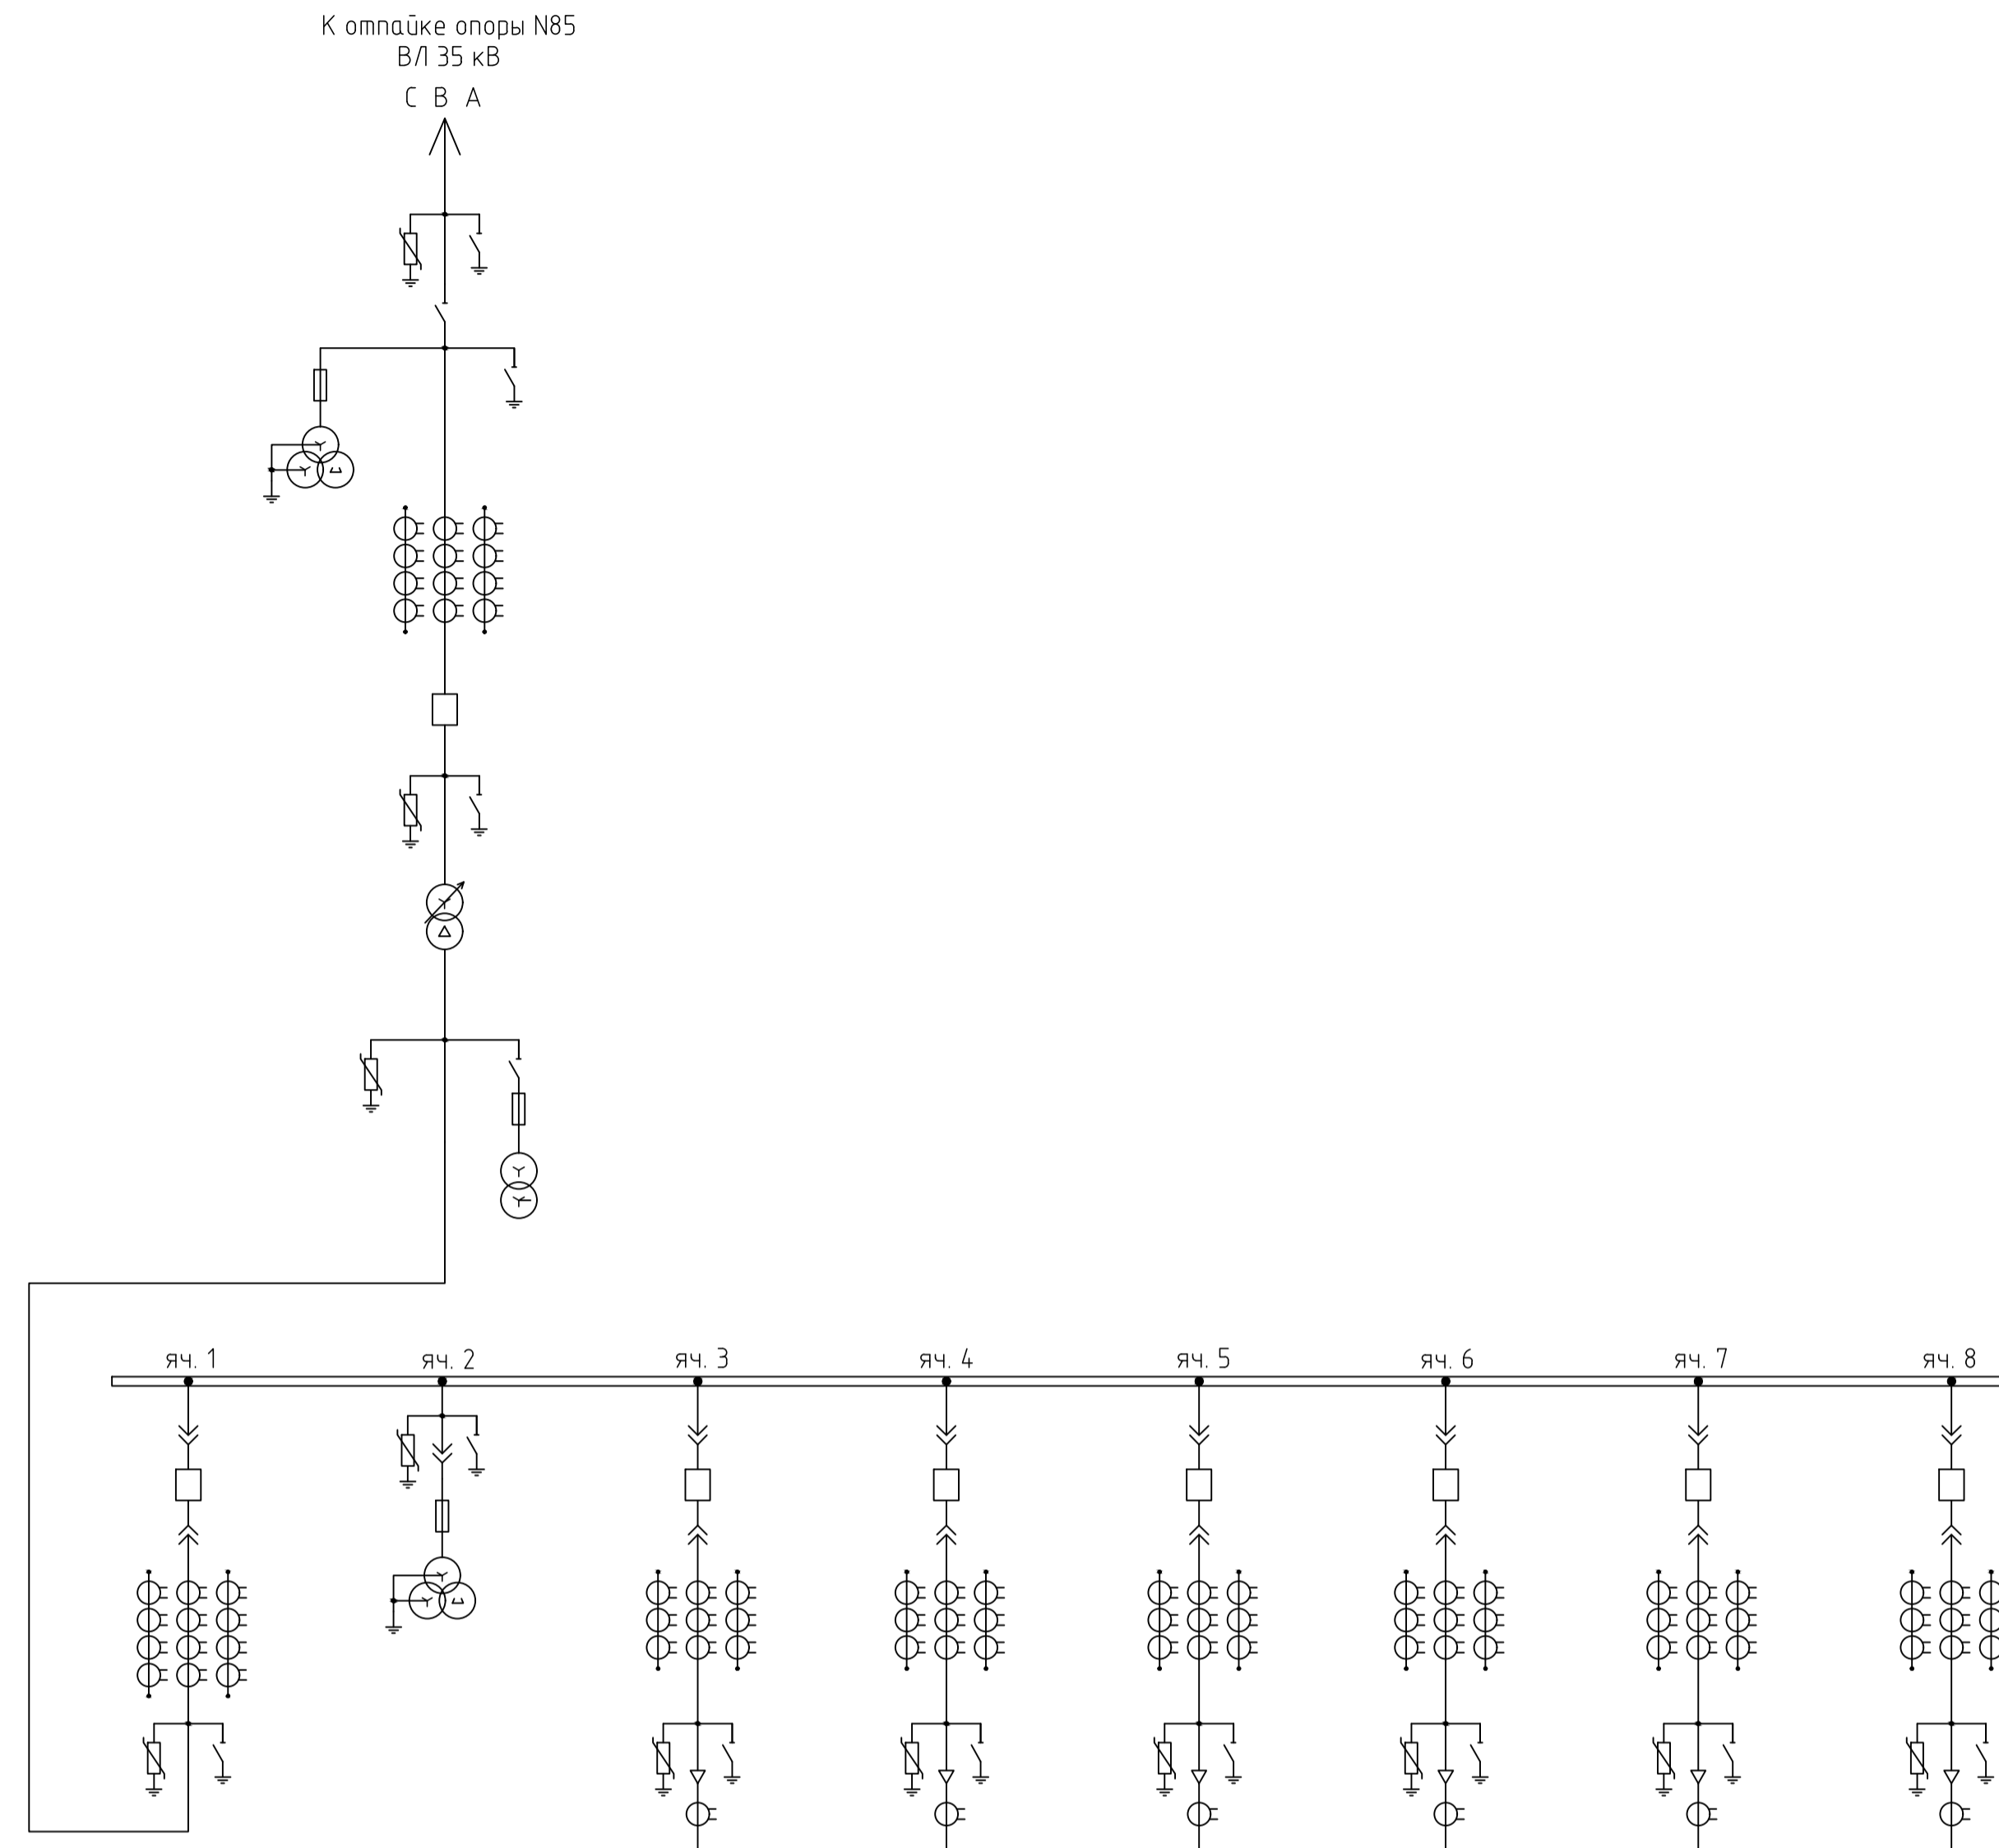 К отпайке опоры N85
ВЛ 35 кВ
С В А
яч. 1
яч. 2
яч. 3
яч. 4
яч. 5
яч. 6
яч. 7
яч. 8